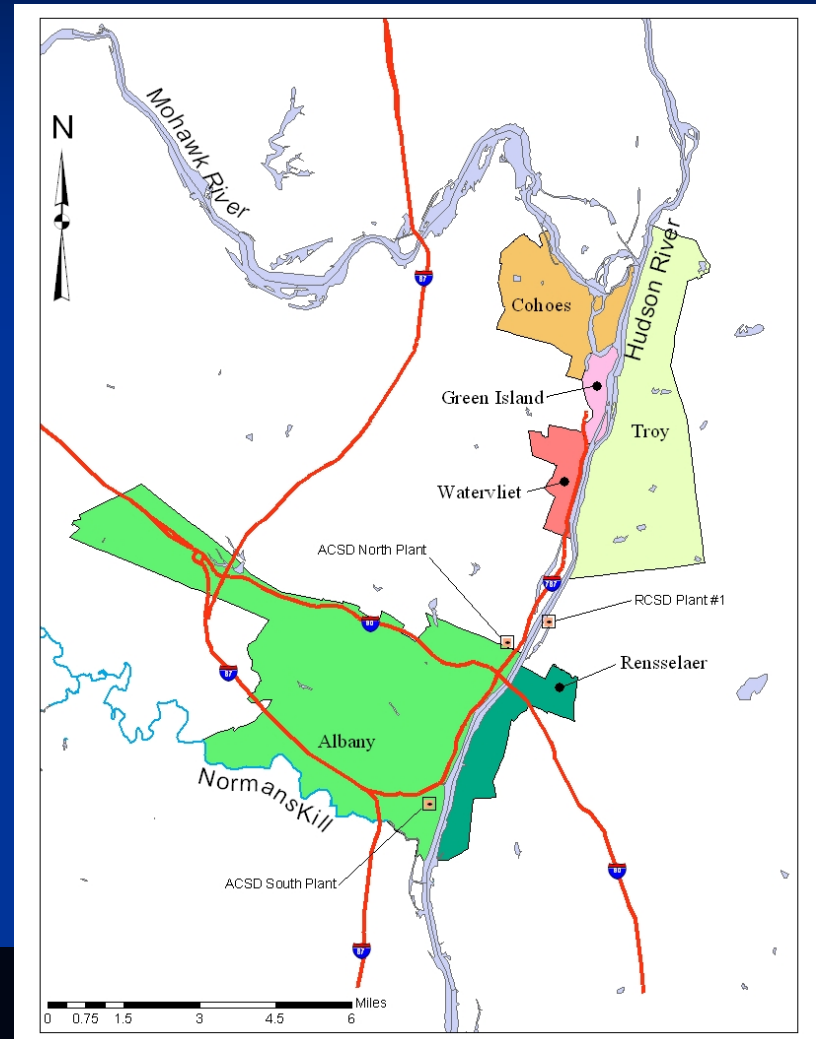 Mohawk River
N
87
Hudson River
Cohoes
Green Island
Troy
Watervliet
ACSD North Plant
787
RCSD Plant #1
90
Rensselaer
87
Albany
NormansKill
ACSD South Plant
90
87
Miles
0 0.75 1.5 3 4.5 6